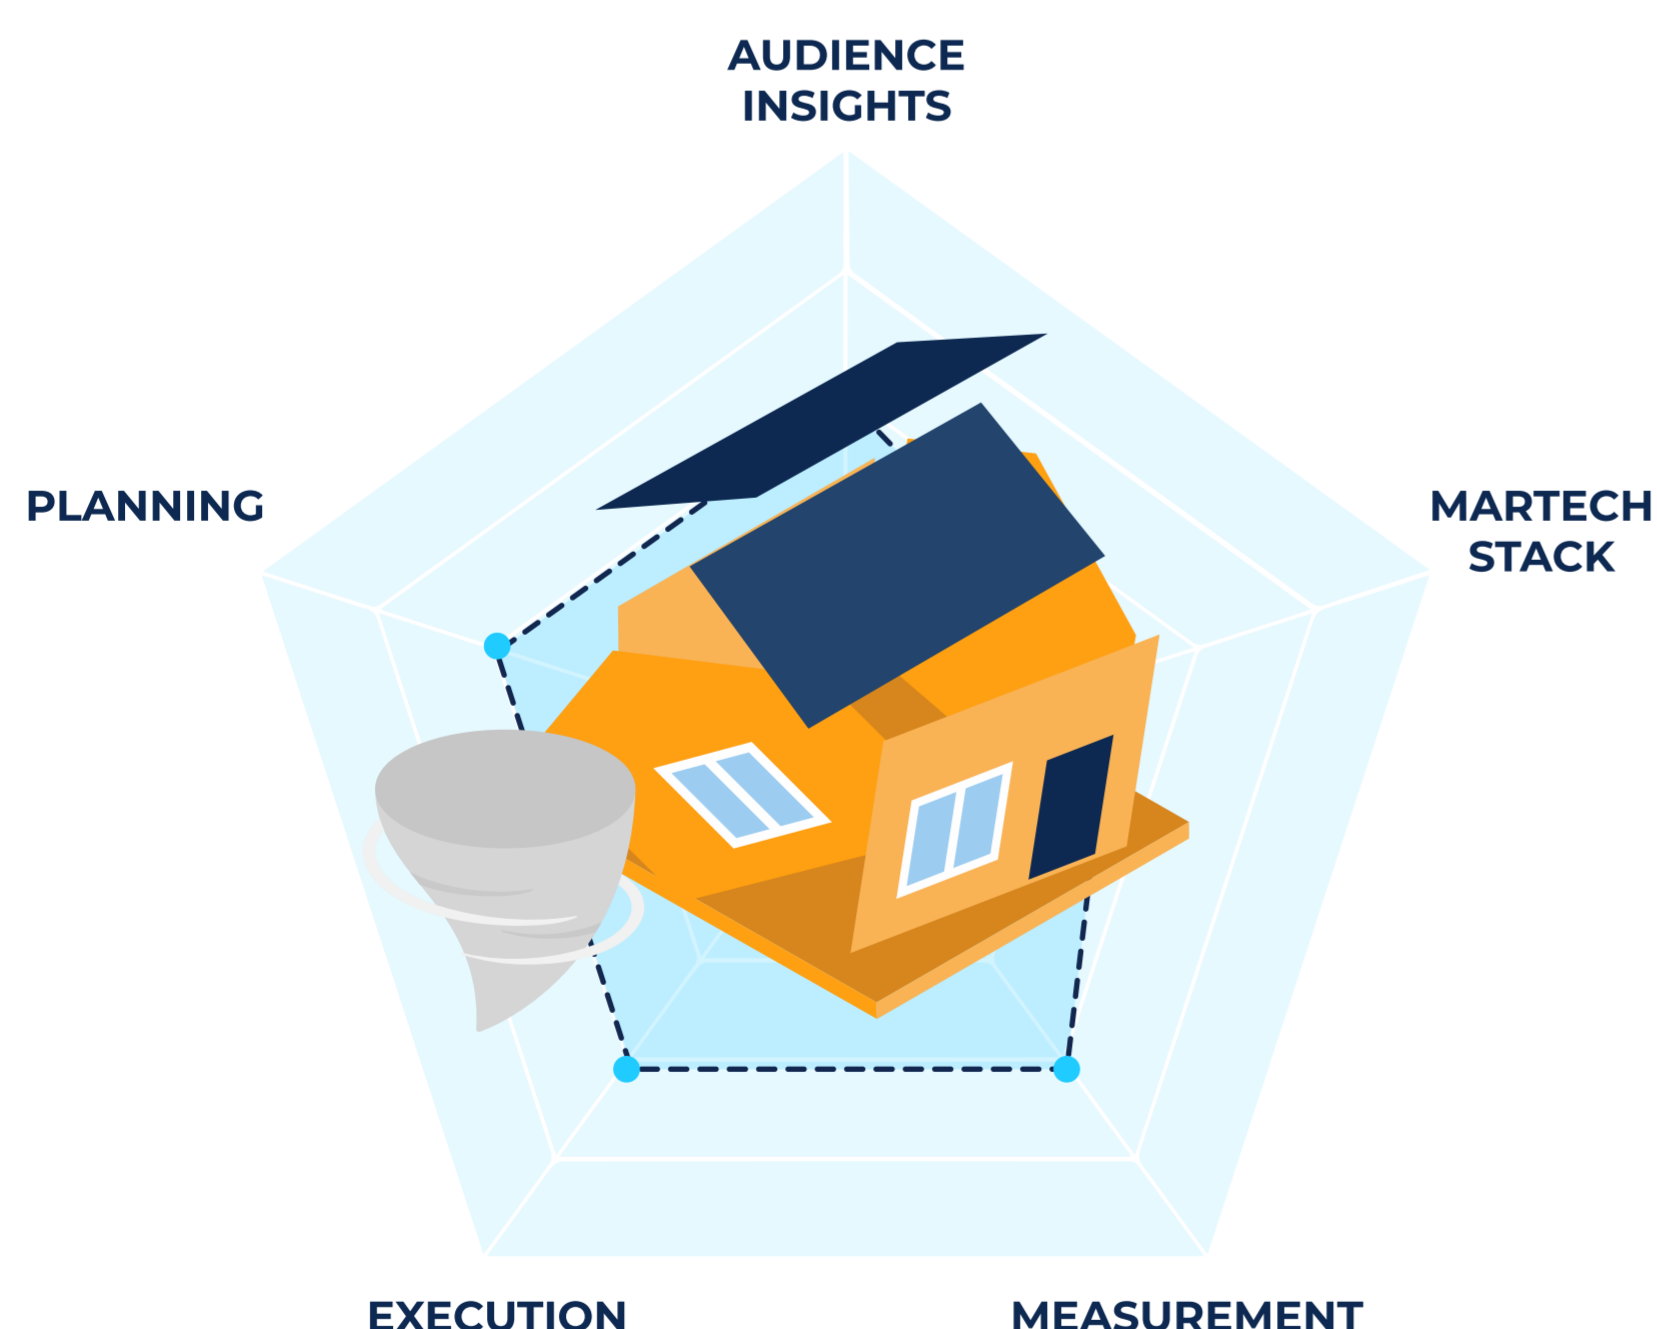 AUDIENCE
INSIGHTS
PLANNING
MARTECH
STACK
EXECUTION
MEASUREMENT